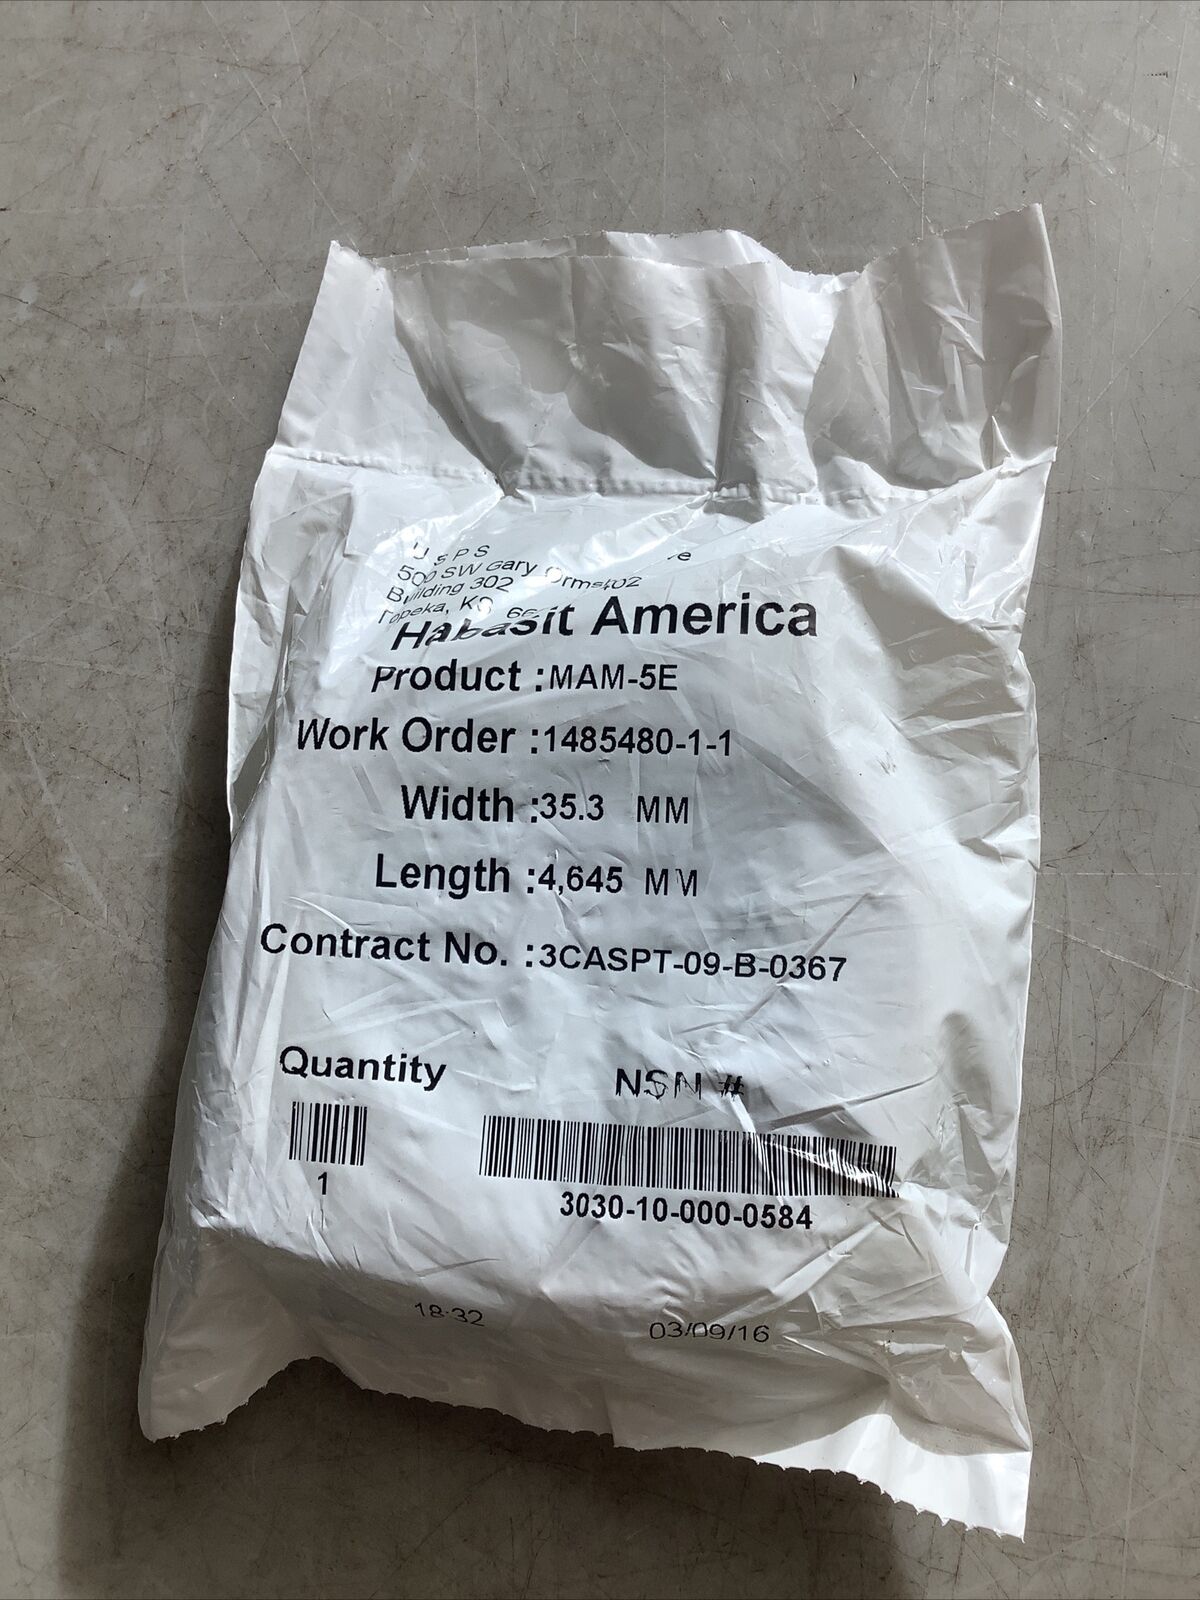 USPS
500 SW Gary
Building 302
Topeka, KS
Habasit America
Product :MAM-5E
Work Order :1485480-1-1
Width :35.3 MM
Length :4,645 MM
Contract No. :3CASPT-09-B-0367
Quantity NSN #
1 3030-10-000-0584
18:32 03/09/16